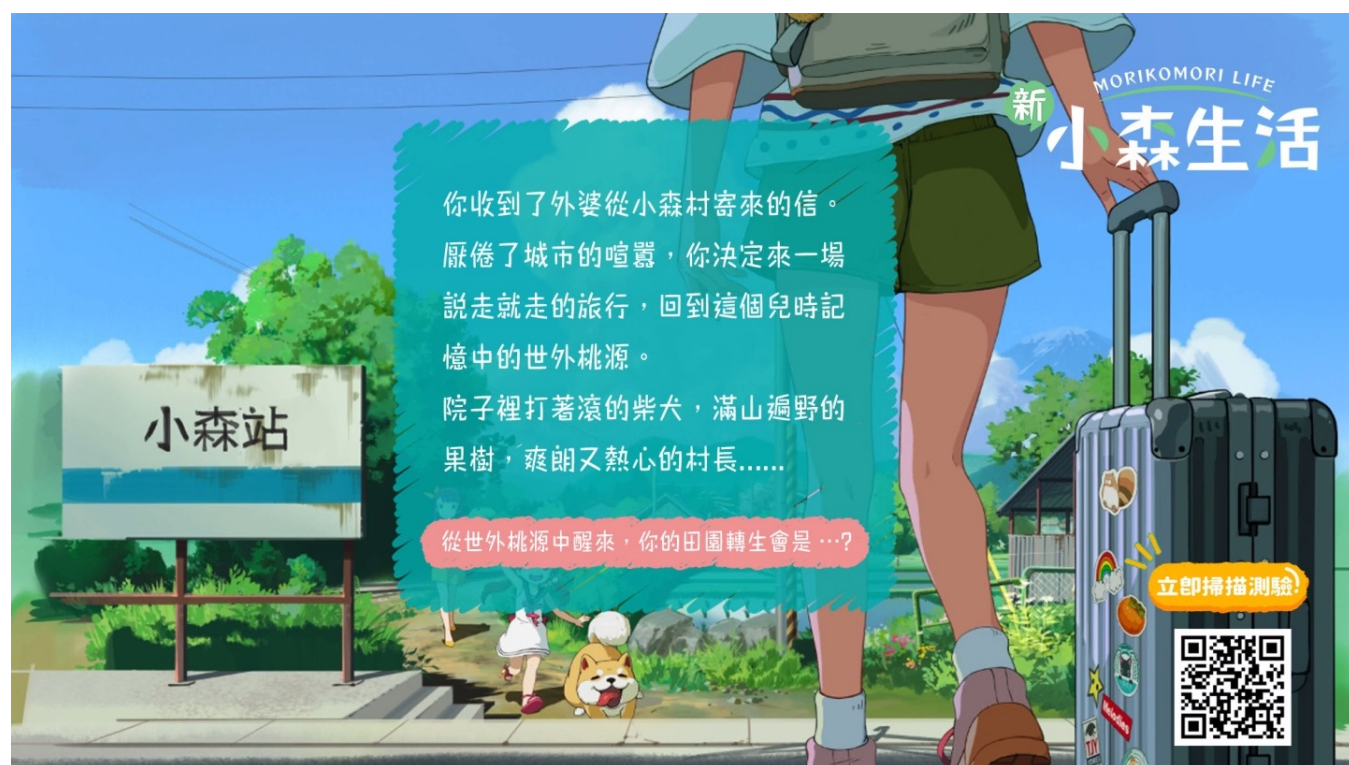 MORIKOMORI LIFE
新
小森生活
你收到了外婆從小森村寄來的信。
厭倦了城市的喧囂，你決定來一場
説走就走的旅行，回到這個兒時記
憶中的世外桃源。
院子裡打著滾的柴犬，滿山遍野的
果樹，爽朗又熱心的村長......
從世外桃源中醒來，你的田園轉生會是…?
小森站
立即掃描測驗!
Melodies
TJY